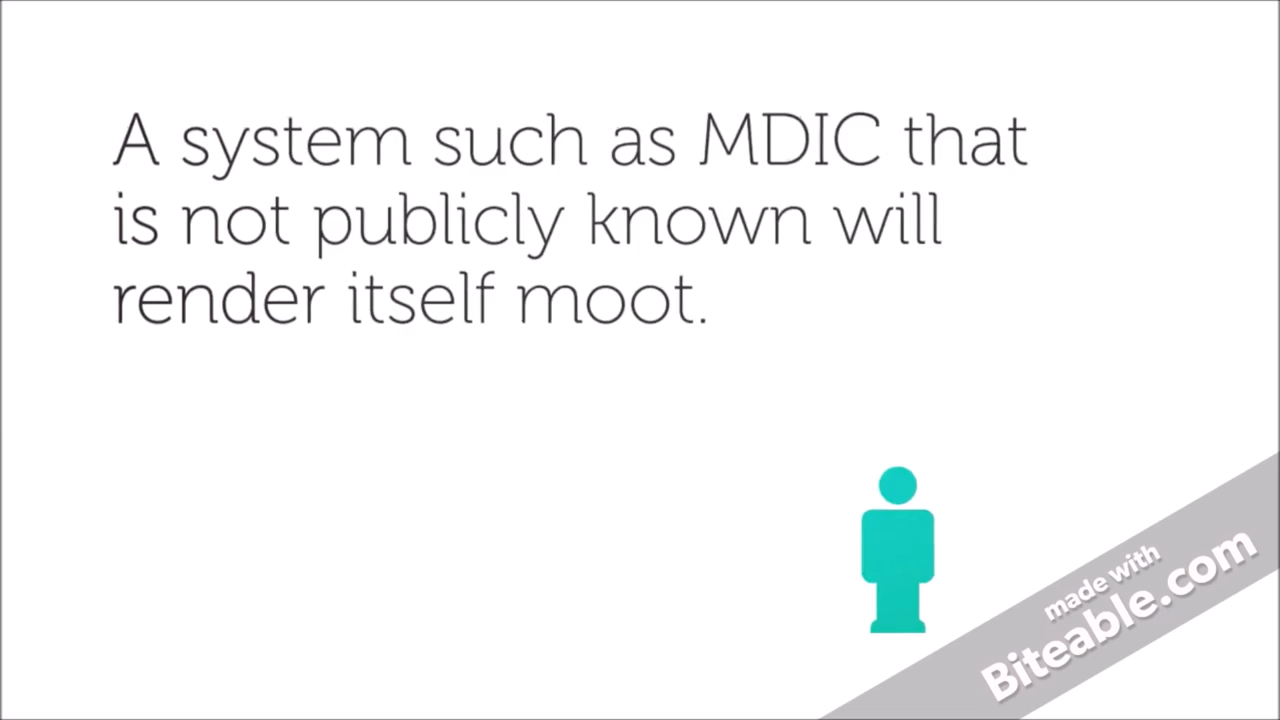 A system such as MDIC that
is not publicly known will
render itself moot.
made with
Biteable.com